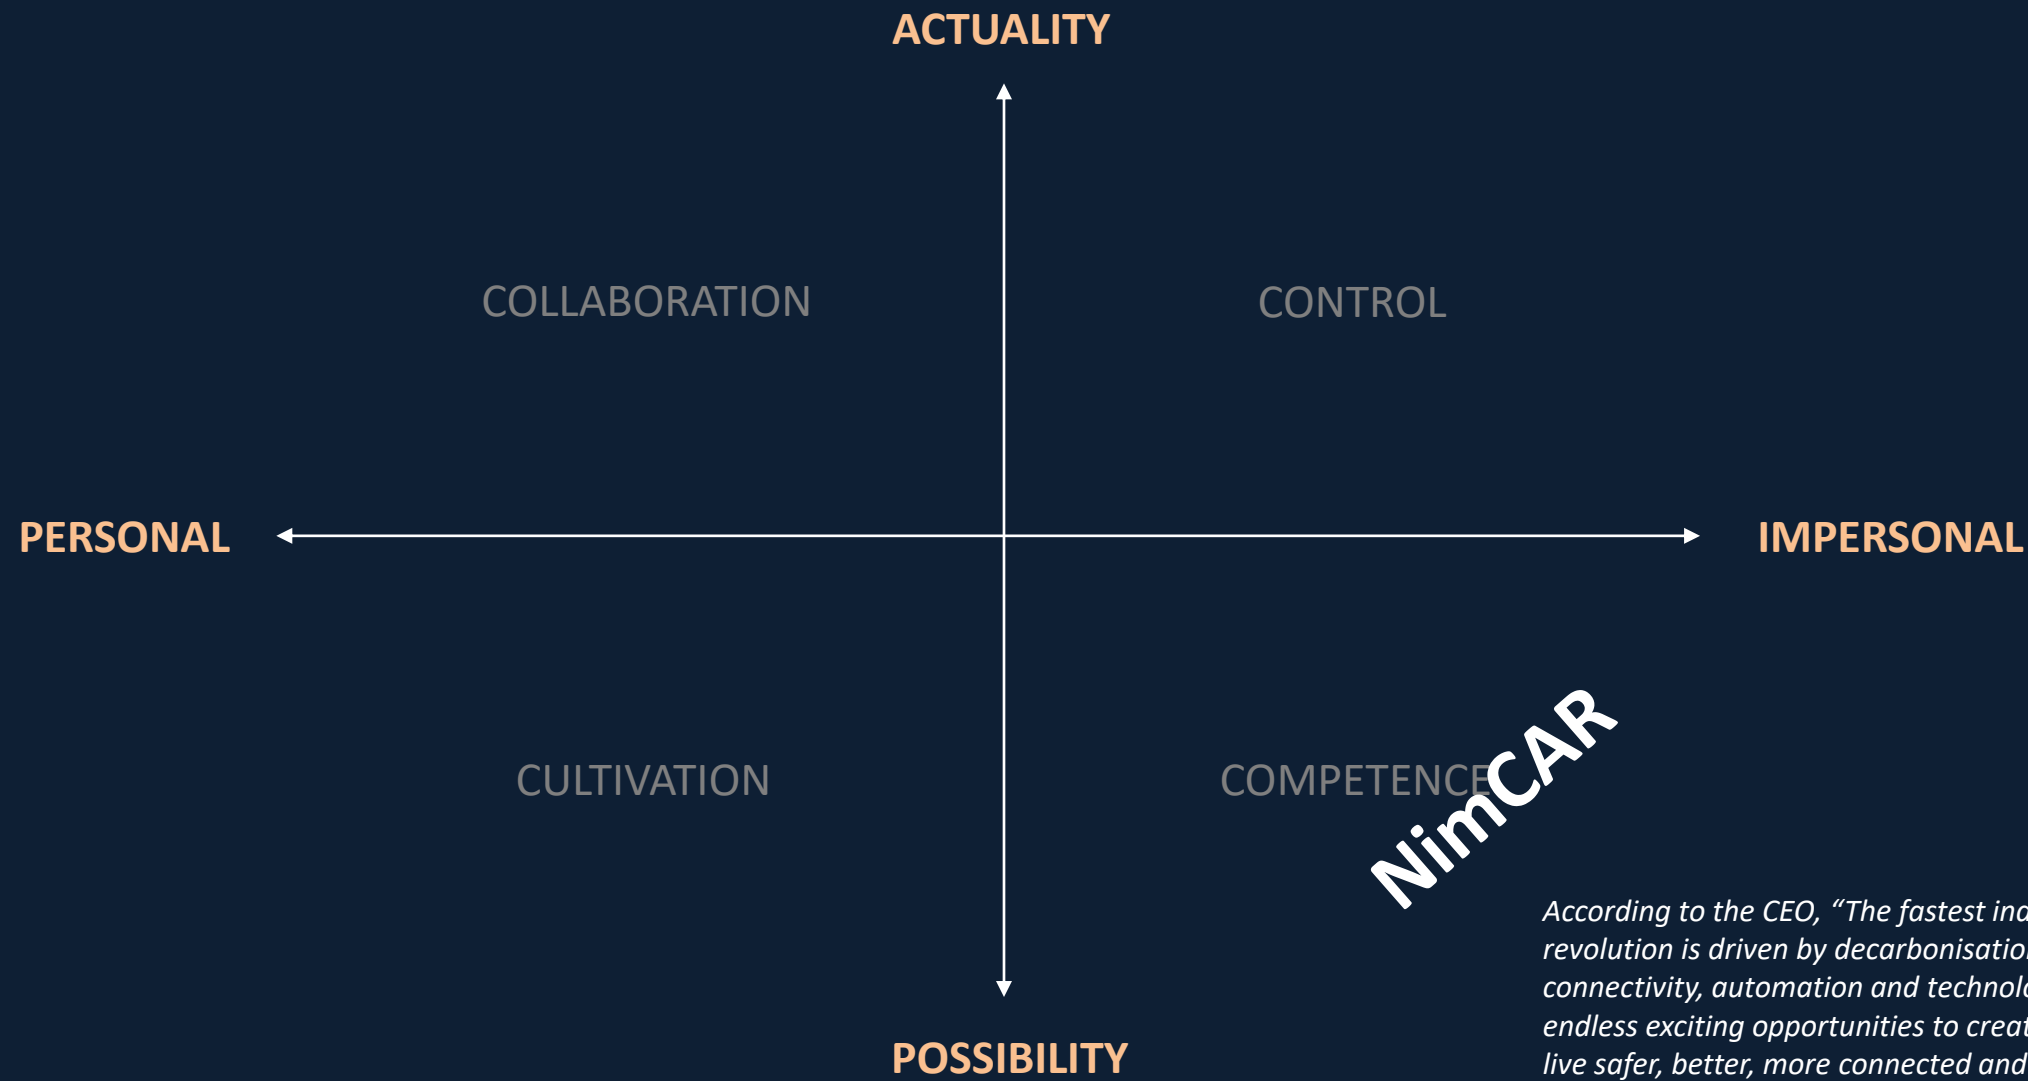 ACTUALITY
COLLABORATION
CONTROL
PERSONAL
IMPERSONAL
CULTIVATION
COMPETENCE
NimCAR
According to the CEO, “The fastest
revolution is driven by
connectivity, automation and
endless exciting opportunities to
live safer, better, more connected and
POSSIBILITY